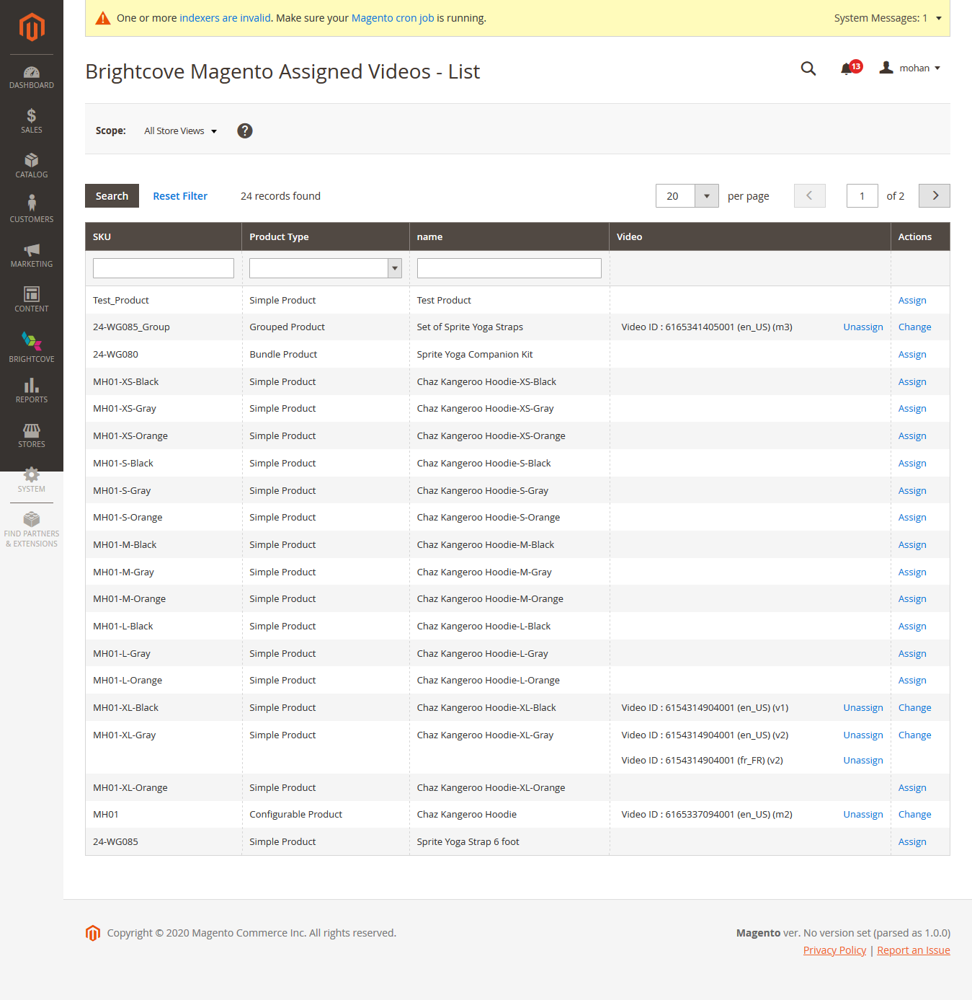 One or more indexers are invalid. Make sure your Magento cron job is running.
System Messages: 1
Brightcove Magento Assigned Videos - List
13
mohan
DASHBOARD
SALES
CATALOG
CUSTOMERS
MARKETING
CONTENT
BRIGHTCOVE
REPORTS
STORES
SYSTEM
FIND PARTNERS
& EXTENSIONS
Scope: All Store Views ?
Search Reset Filter 24 records found 20 per page 1 of 2
SKU Product Type name Video Actions
Test_Product Simple Product Test Product Assign
24-WG085_Group Grouped Product Set of Sprite Yoga Straps Video ID : 6165341405001 (en_US) (m3) Unassign Change
24-WG080 Bundle Product Sprite Yoga Companion Kit Assign
MH01-XS-Black Simple Product Chaz Kangeroo Hoodie-XS-Black Assign
MH01-XS-Gray Simple Product Chaz Kangeroo Hoodie-XS-Gray Assign
MH01-XS-Orange Simple Product Chaz Kangeroo Hoodie-XS-Orange Assign
MH01-S-Black Simple Product Chaz Kangeroo Hoodie-S-Black Assign
MH01-S-Gray Simple Product Chaz Kangeroo Hoodie-S-Gray Assign
MH01-S-Orange Simple Product Chaz Kangeroo Hoodie-S-Orange Assign
MH01-M-Black Simple Product Chaz Kangeroo Hoodie-M-Black Assign
MH01-M-Gray Simple Product Chaz Kangeroo Hoodie-M-Gray Assign
MH01-M-Orange Simple Product Chaz Kangeroo Hoodie-M-Orange Assign
MH01-L-Black Simple Product Chaz Kangeroo Hoodie-L-Black Assign
MH01-L-Gray Simple Product Chaz Kangeroo Hoodie-L-Gray Assign
MH01-L-Orange Simple Product Chaz Kangeroo Hoodie-L-Orange Assign
MH01-XL-Black Simple Product Chaz Kangeroo Hoodie-XL-Black Video ID : 6154314904001 (en_US) (v1) Unassign Change
MH01-XL-Gray Simple Product Chaz Kangeroo Hoodie-XL-Gray Video ID : 6154314904001 (en_US) (v2) Unassign Change
Video ID : 6154314904001 (fr_FR) (v2) Unassign
MH01-XL-Orange Simple Product Chaz Kangeroo Hoodie-XL-Orange Assign
MH01 Configurable Product Chaz Kangeroo Hoodie Video ID : 6165337094001 (en_US) (m2) Unassign Change
24-WG085 Simple Product Sprite Yoga Strap 6 foot Assign
Copyright © 2020 Magento Commerce Inc. All rights reserved.
Magento ver. No version set (parsed as 1.0.0)
Privacy Policy | Report an Issue